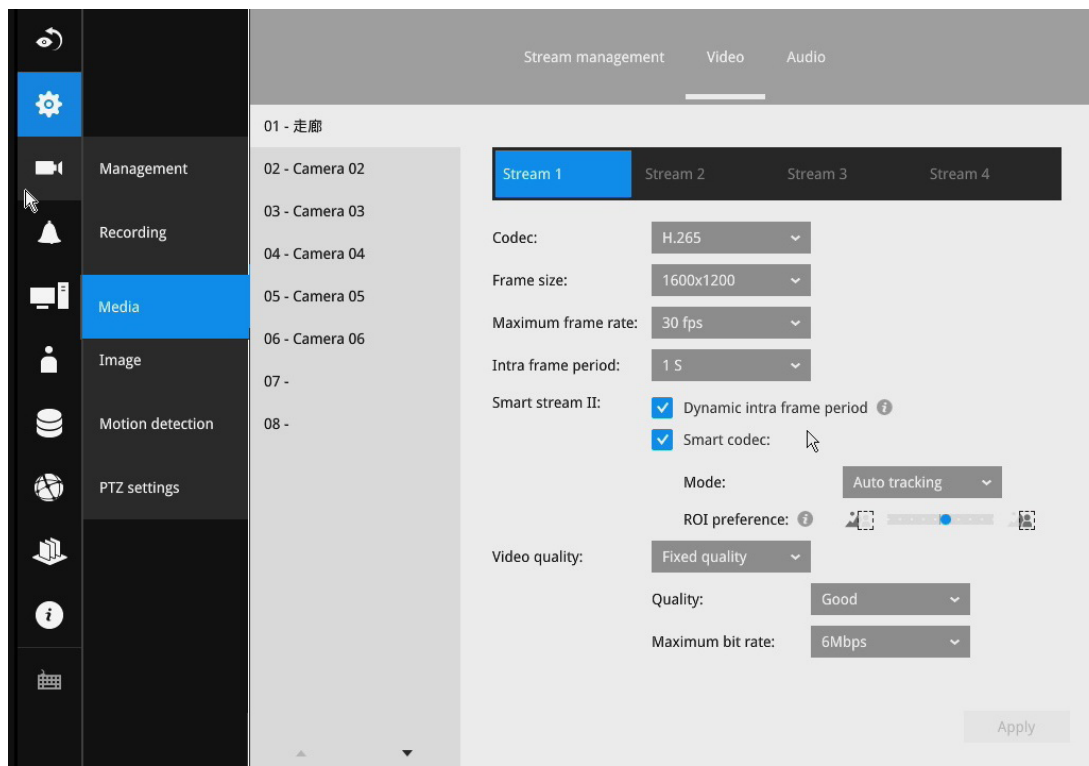 Stream management Video Audio
Management
Recording
Media
Image
Motion detection
PTZ settings
01 - 走廊
02 - Camera 02
03 - Camera 03
04 - Camera 04
05 - Camera 05
06 - Camera 06
07 -
08 -
Stream 1 Stream 2 Stream 3 Stream 4
Codec: H.265
Frame size: 1600x1200
Maximum frame rate: 30 fps
Intra frame period: 1 S
Smart stream II: Dynamic intra frame period i
Smart codec:
Mode: Auto tracking
ROI preference: i
Video quality: Fixed quality
Quality: Good
Maximum bit rate: 6Mbps
Apply
i